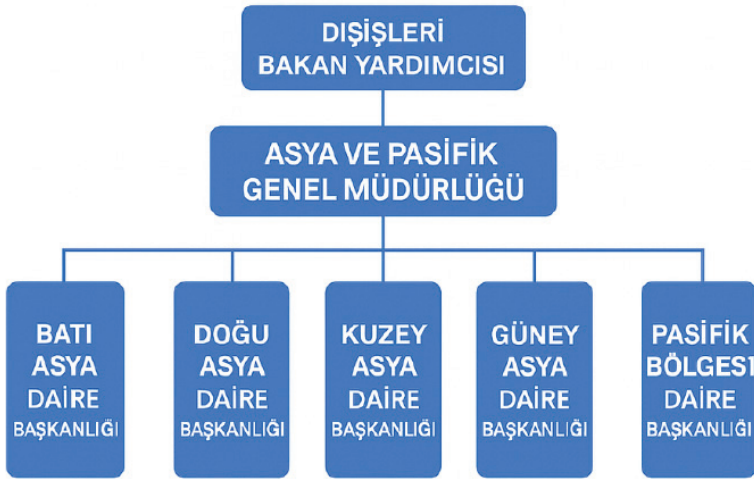 DIŞİŞLERİ
BAKAN YARDIMCISI
ASYA VE PASİFİK
GENEL MÜDÜRLÜĞÜ
BATI
ASYA
DAİRE
BAŞKANLIĞI
DOĞU
ASYA
DAİRE
BAŞKANLIĞI
KUZEY
ASYA
DAİRE
BAŞKANLIĞI
GÜNEY
ASYA
DAİRE
BAŞKANLIĞI
PASİFİK
BÖLGESİ
DAİRE
BAŞKANLIĞI